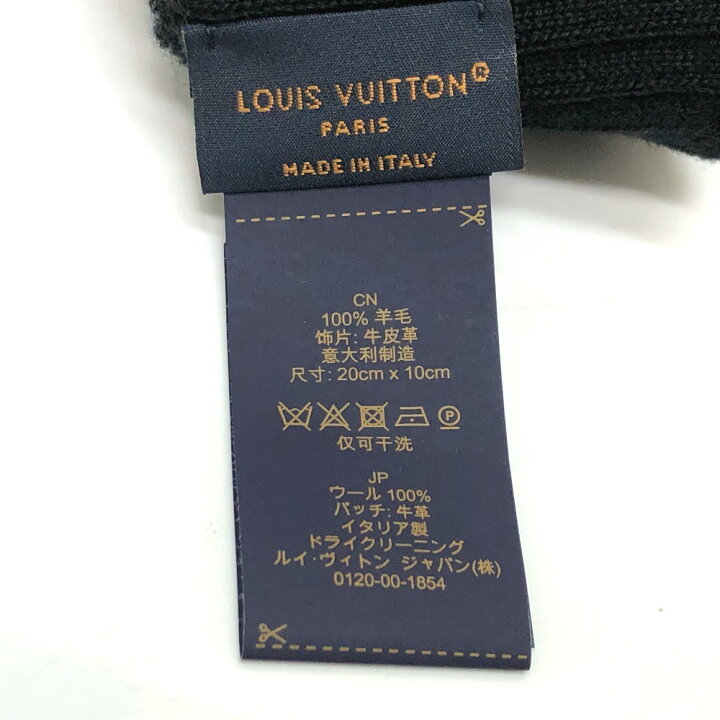 LOUIS VUITTON®
PARIS
MADE IN ITALY
CN
100% 羊毛
饰片: 牛皮革
意大利制造
尺寸: 20cm x 10cm
P
仅可干洗
JP
ウール 100%
パッチ: 牛革
イタリア製
ドライクリーニング
ルイ・ヴィトン ジャパン(株)
0120-00-1854